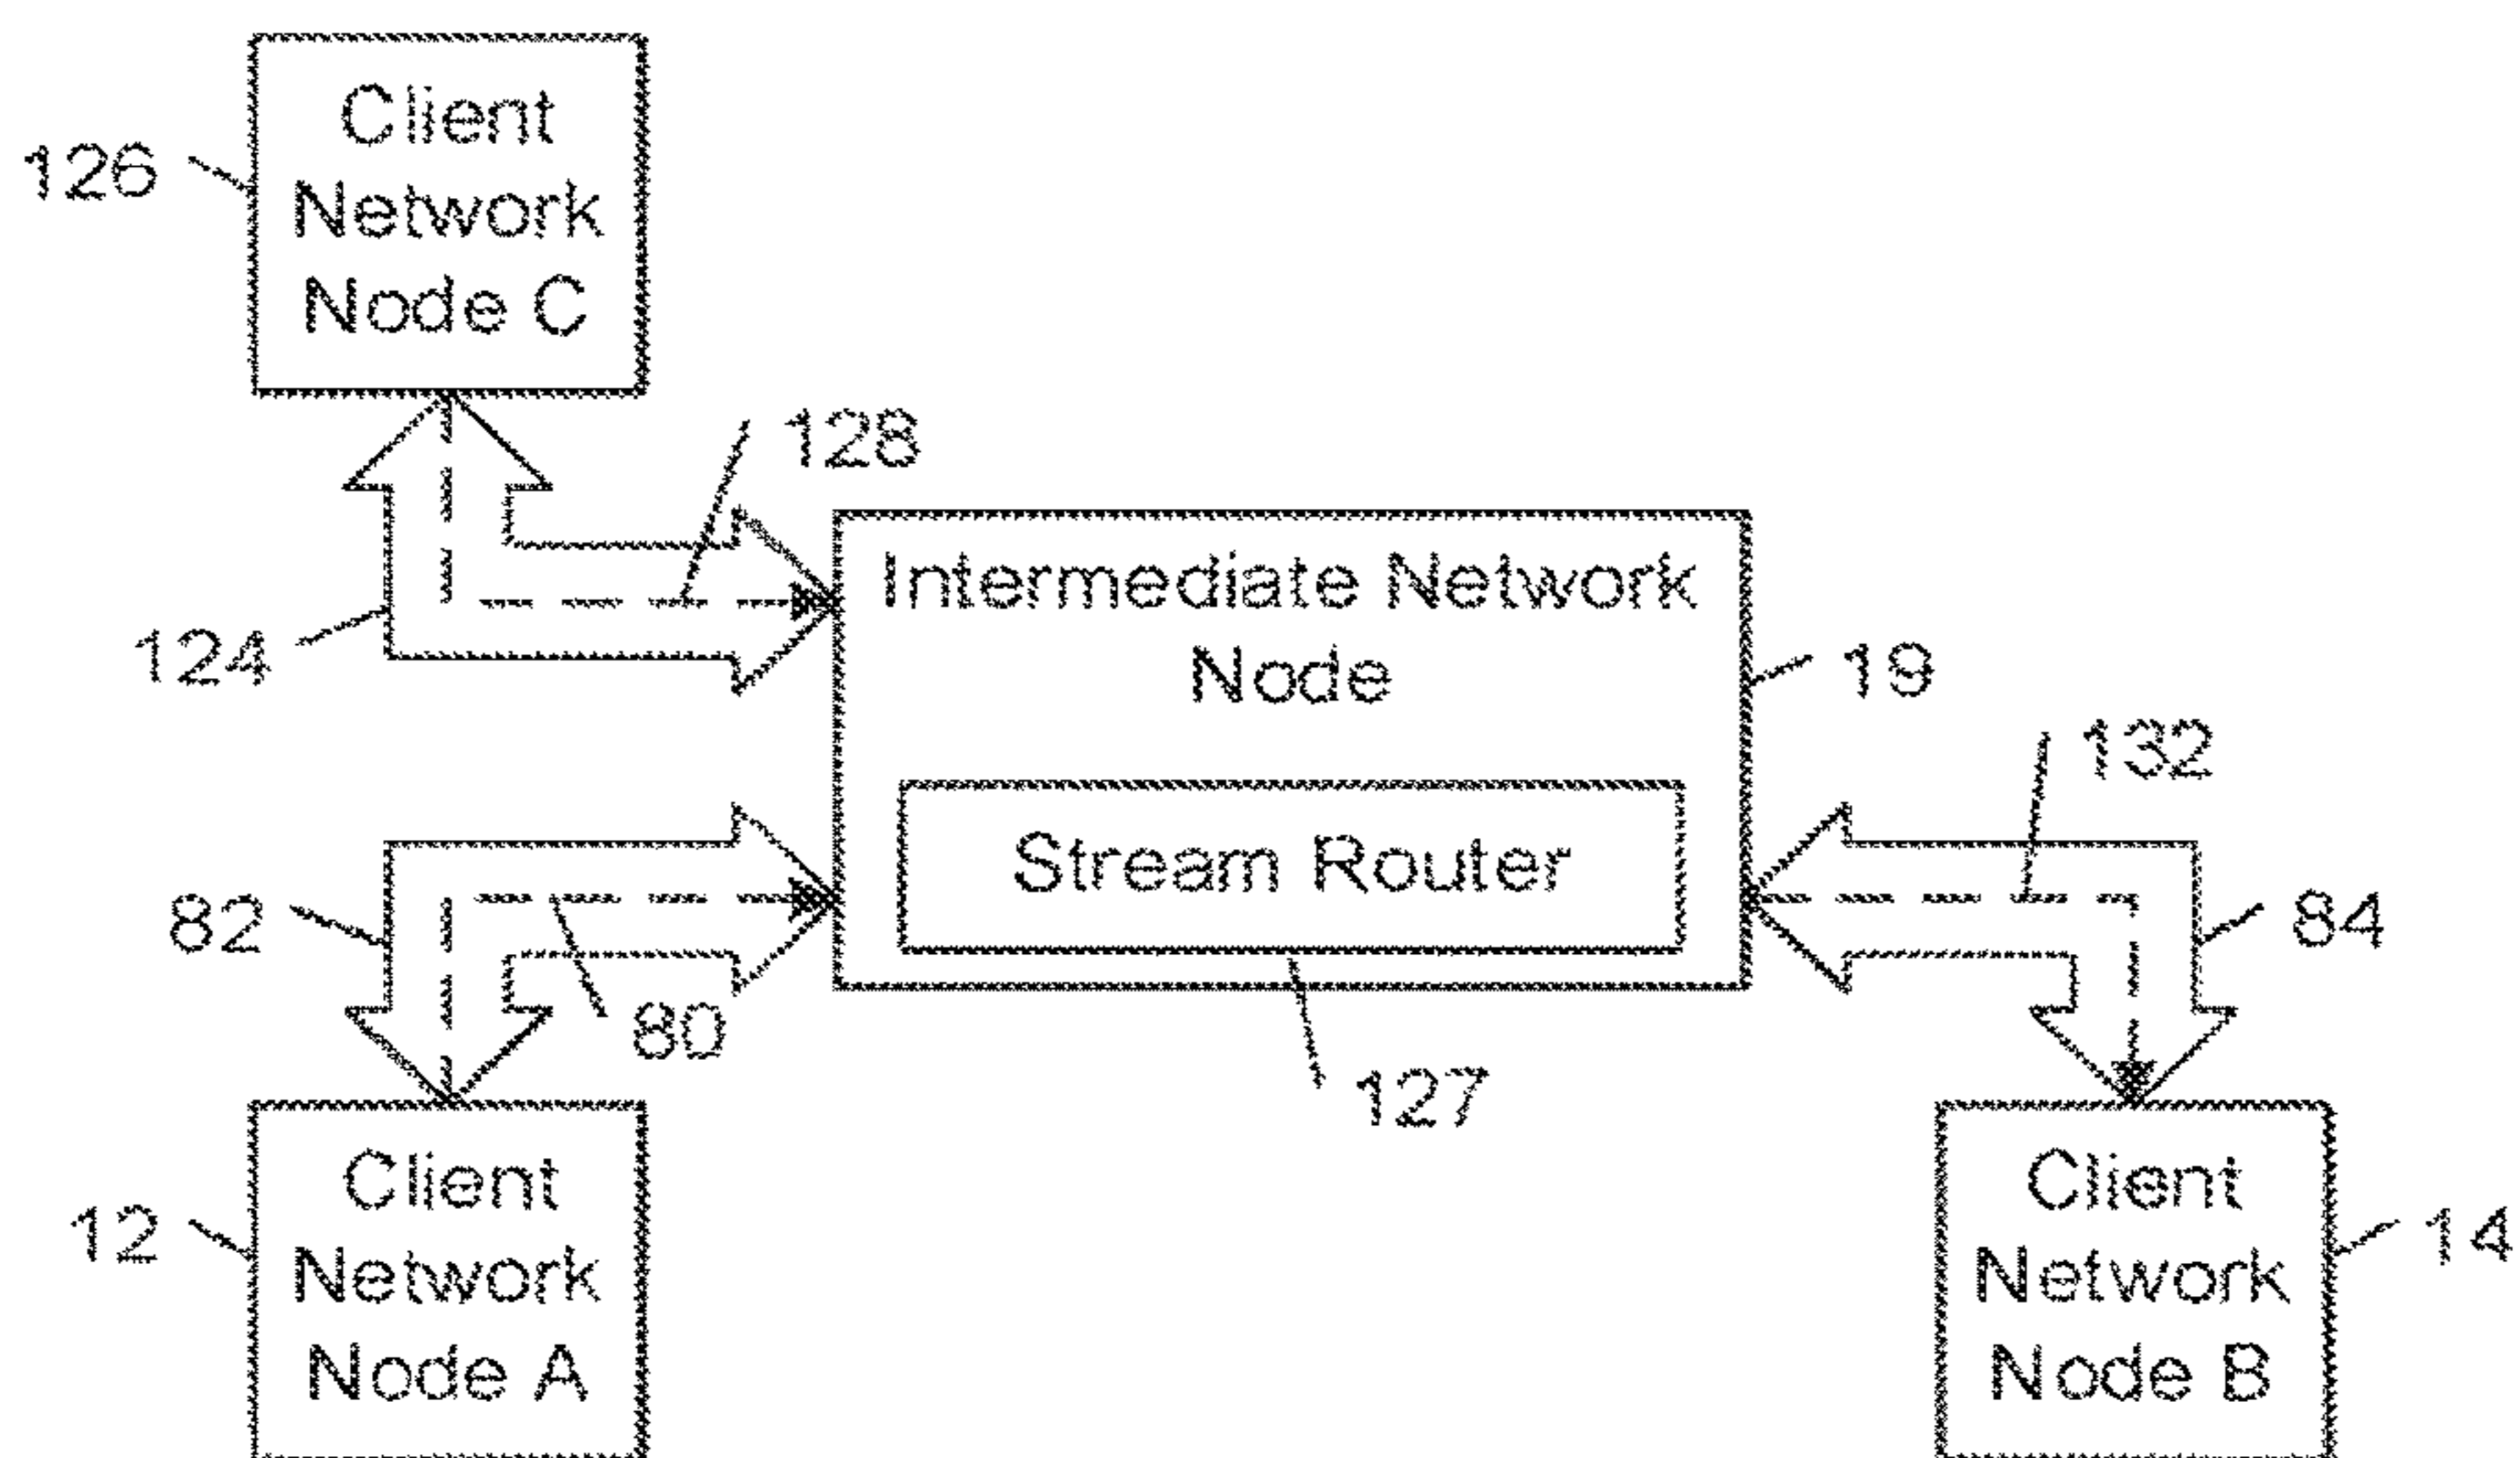 126
Client
Network
Node C
128
124
Intermediate Network
Node
19
132
Stream Router
82
84
80
127
12
Client
Network
Node A
Client
Network
Node B
14